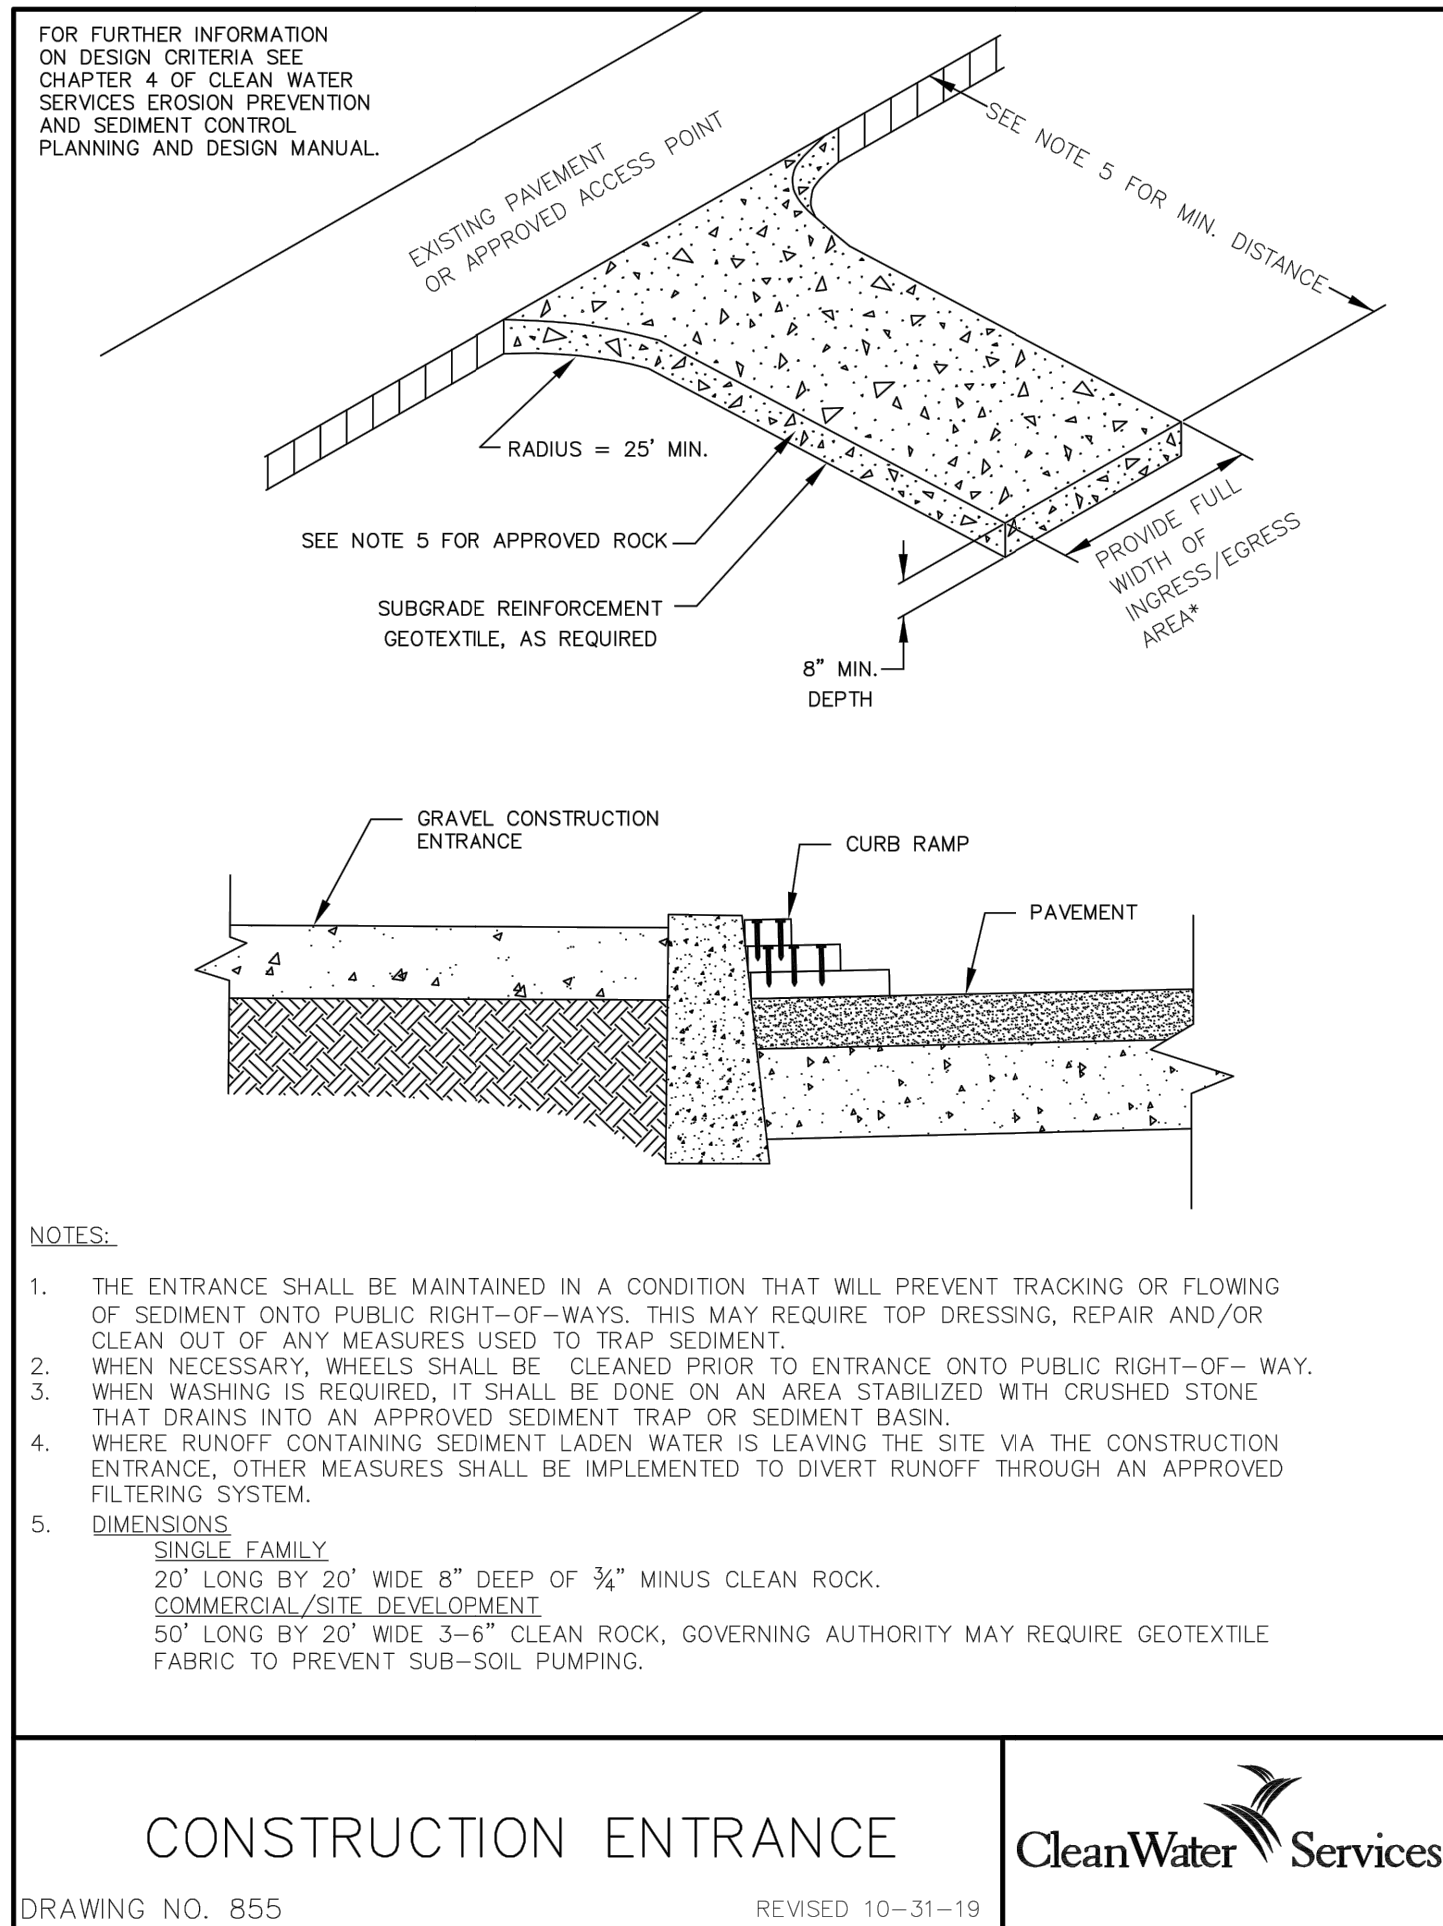 FOR FURTHER INFORMATION
ON DESIGN CRITERIA SEE
CHAPTER 4 OF CLEAN WATER
SERVICES EROSION PREVENTION
AND SEDIMENT CONTROL
PLANNING AND DESIGN MANUAL.
EXISTING PAVEMENT
OR APPROVED ACCESS POINT
SEE NOTE 5 FOR MIN. DISTANCE
RADIUS = 25' MIN.
SEE NOTE 5 FOR APPROVED ROCK
SUBGRADE REINFORCEMENT
GEOTEXTILE, AS REQUIRED
PROVIDE FULL
WIDTH OF
INGRESS/EGRESS
AREA*
8" MIN.
DEPTH
GRAVEL CONSTRUCTION
ENTRANCE
CURB RAMP
PAVEMENT
NOTES:
1. THE ENTRANCE SHALL BE MAINTAINED IN A CONDITION THAT WILL PREVENT TRACKING OR FLOWING
OF SEDIMENT ONTO PUBLIC RIGHT-OF-WAYS. THIS MAY REQUIRE TOP DRESSING, REPAIR AND/OR
CLEAN OUT OF ANY MEASURES USED TO TRAP SEDIMENT.
2. WHEN NECESSARY, WHEELS SHALL BE CLEANED PRIOR TO ENTRANCE ONTO PUBLIC RIGHT-OF- WAY.
3. WHEN WASHING IS REQUIRED, IT SHALL BE DONE ON AN AREA STABILIZED WITH CRUSHED STONE
THAT DRAINS INTO AN APPROVED SEDIMENT TRAP OR SEDIMENT BASIN.
4. WHERE RUNOFF CONTAINING SEDIMENT LADEN WATER IS LEAVING THE SITE VIA THE CONSTRUCTION
ENTRANCE, OTHER MEASURES SHALL BE IMPLEMENTED TO DIVERT RUNOFF THROUGH AN APPROVED
FILTERING SYSTEM.
5. DIMENSIONS
SINGLE FAMILY
20' LONG BY 20' WIDE 8" DEEP OF ¾" MINUS CLEAN ROCK.
COMMERCIAL/SITE DEVELOPMENT
50' LONG BY 20' WIDE 3-6" CLEAN ROCK, GOVERNING AUTHORITY MAY REQUIRE GEOTEXTILE
FABRIC TO PREVENT SUB-SOIL PUMPING.
CONSTRUCTION ENTRANCE
CleanWater Services
DRAWING NO. 855
REVISED 10-31-19